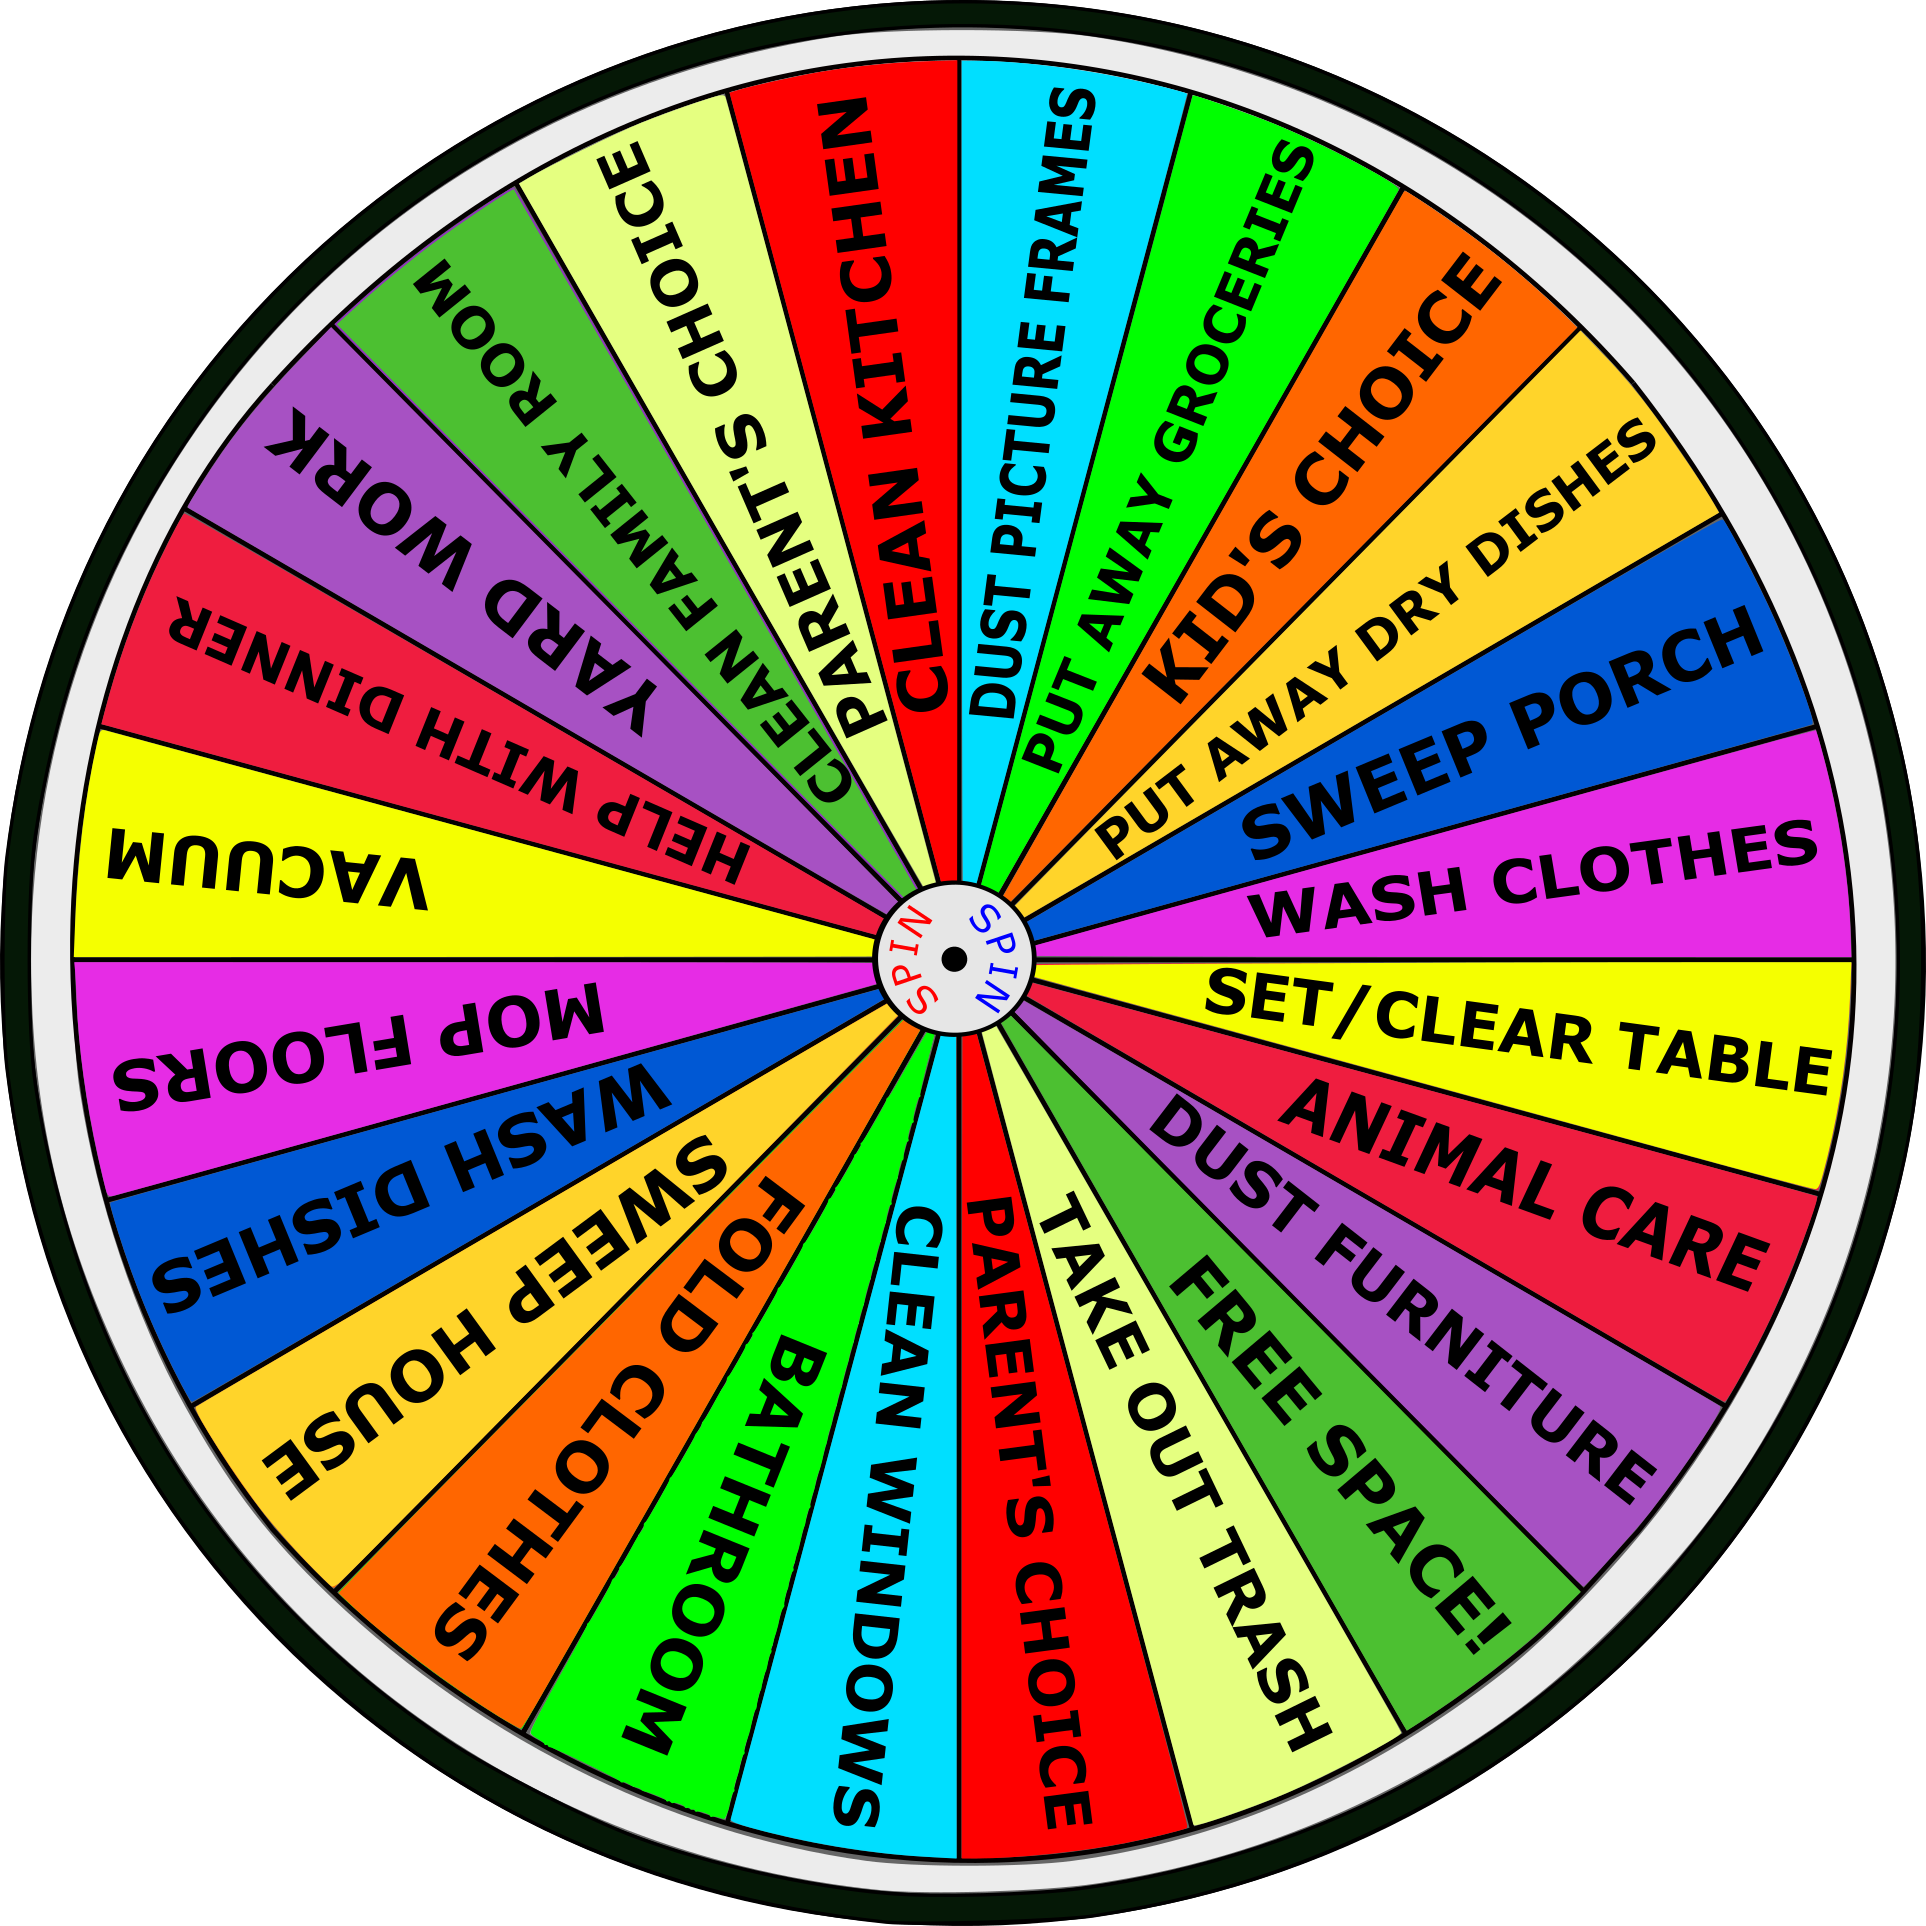 DUST PICTURE FRAMES
PUT AWAY GROCERIES
KID'S CHOICE
PUT AWAY DRY DISHES
SWEEP PORCH
WASH CLOTHES
SET/CLEAR TABLE
ANIMAL CARE
DUST FURNITURE
FREE SPACE!
TAKE OUT TRASH
PARENT'S CHOICE
CLEAN WINDOWS
BATHROOM
FOLD CLOTHES
SWEEP HOUSE
WASH DISHES
MOP FLOORS
VACUUM
HELP WITH DINNER
YARD WORK
CLEAN FAMILY ROOM
PARENT'S CHOICE
CLEAN KITCHEN
SPIN
SPIN